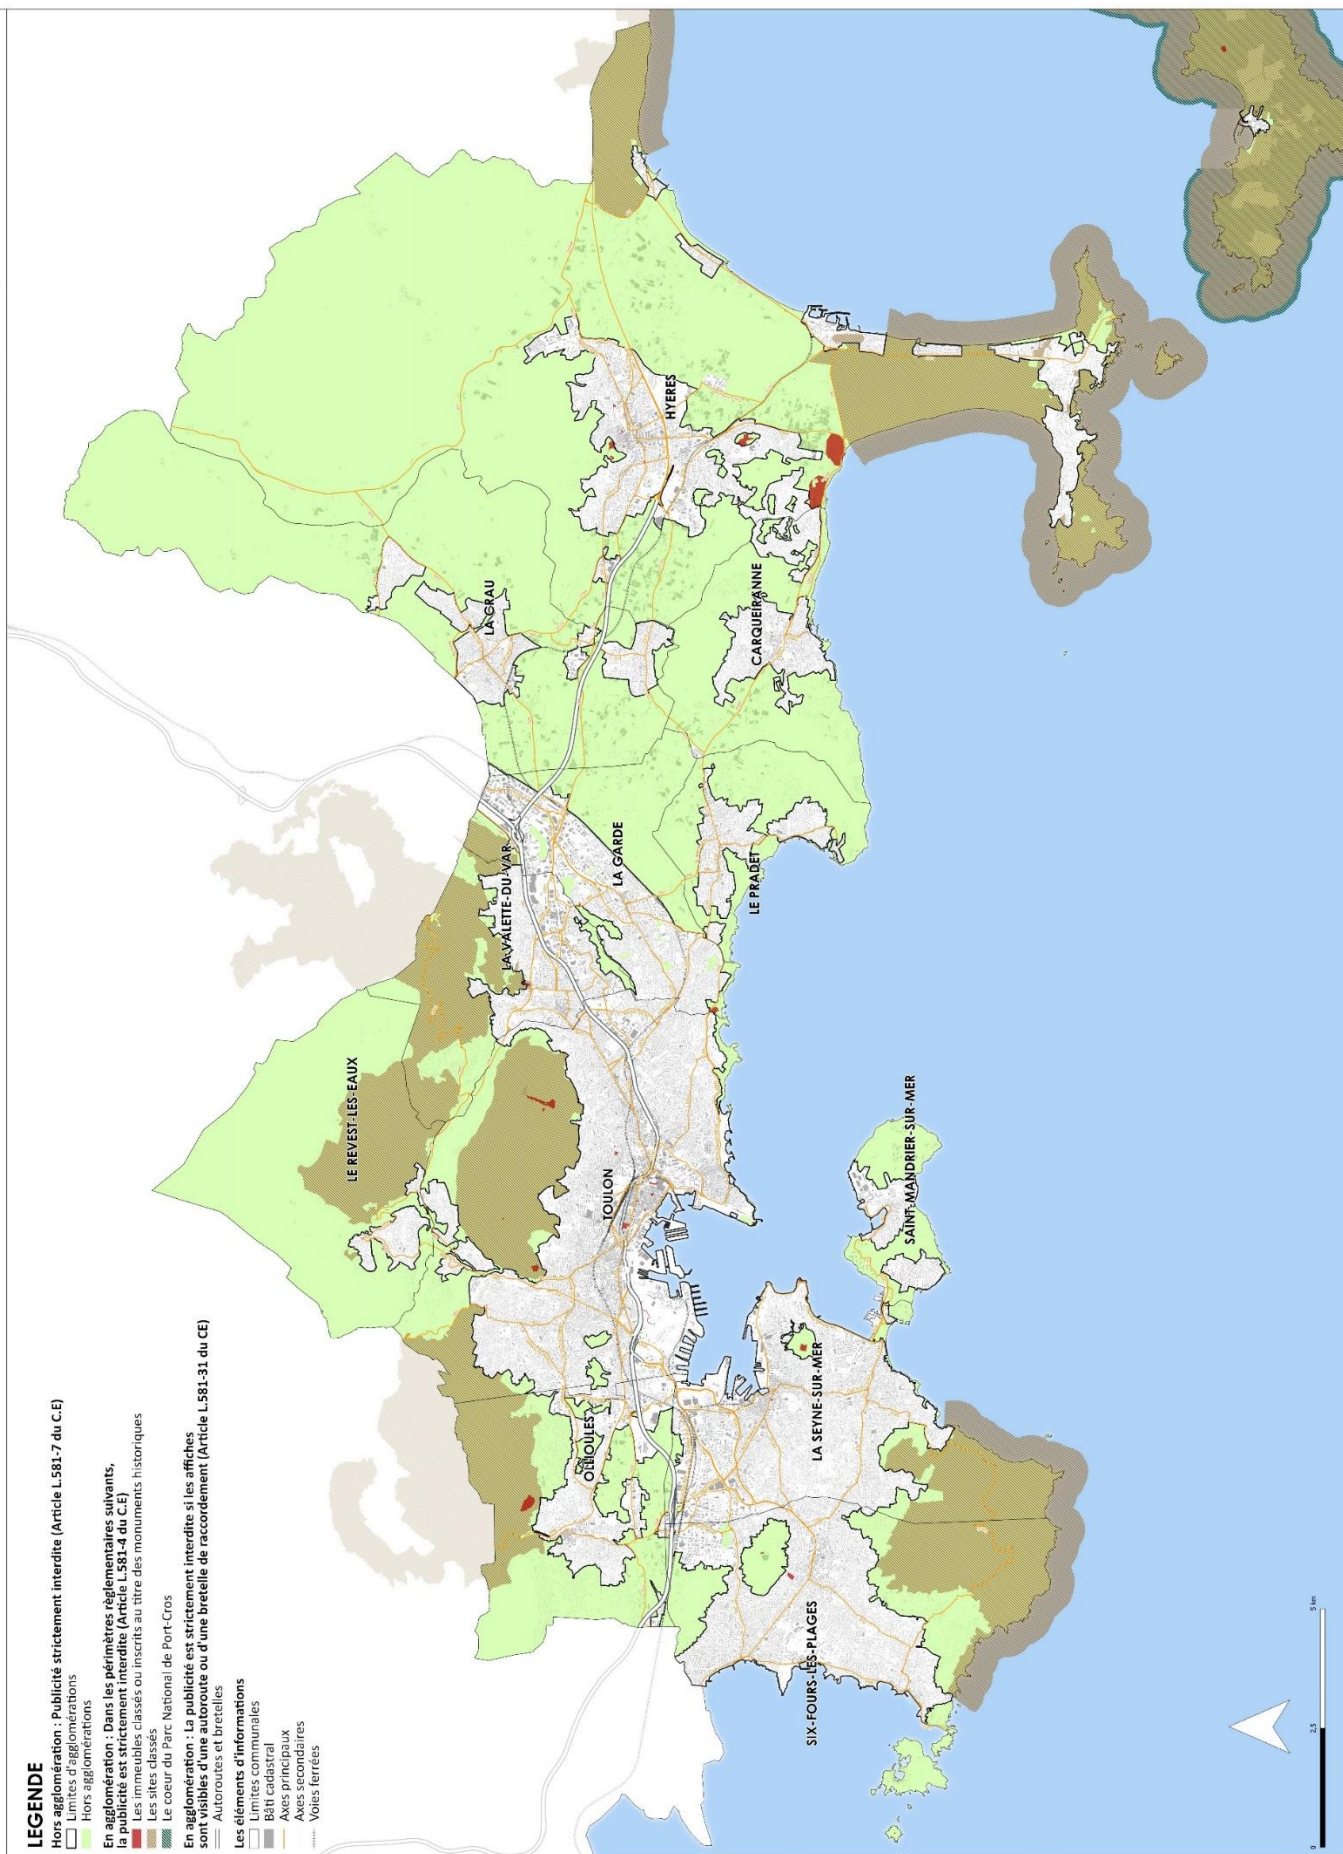 LEGENDE
Hors agglomération : Publicité strictement interdite (Article L.581-7 du C.E)
Limites d'agglomérations
Hors agglomérations
En agglomération : Dans les périmètres règlementaires suivants,
la publicité est strictement interdite (Article L.581-4 du C.E)
Les immeubles classés ou inscrits au titre des monuments historiques
Les sites classés
Le coeur du Parc National de Port-Cros
En agglomération : La publicité est strictement interdite si les affiches
sont visibles d'une autoroute ou d'une bretelle de raccordement (Article L.581-31 du CE)
Autoroutes et bretelles
Les éléments d'informations
Limites communales
Bâti cadastral
Axes principaux
Axes secondaires
Voies ferrées
LE REVEST-LES-EAUX
LA CRAU
LA VALETTE-DU-VAR
HYERES
OLLIOULES
TOULON
LA GARDE
CARQUEIRANNE
LE PRADET
LA SEYNE-SUR-MER
SIX-FOURS-LES-PLAGES
SAINT-MANDRIER-SUR-MER
0 2,5 5 km